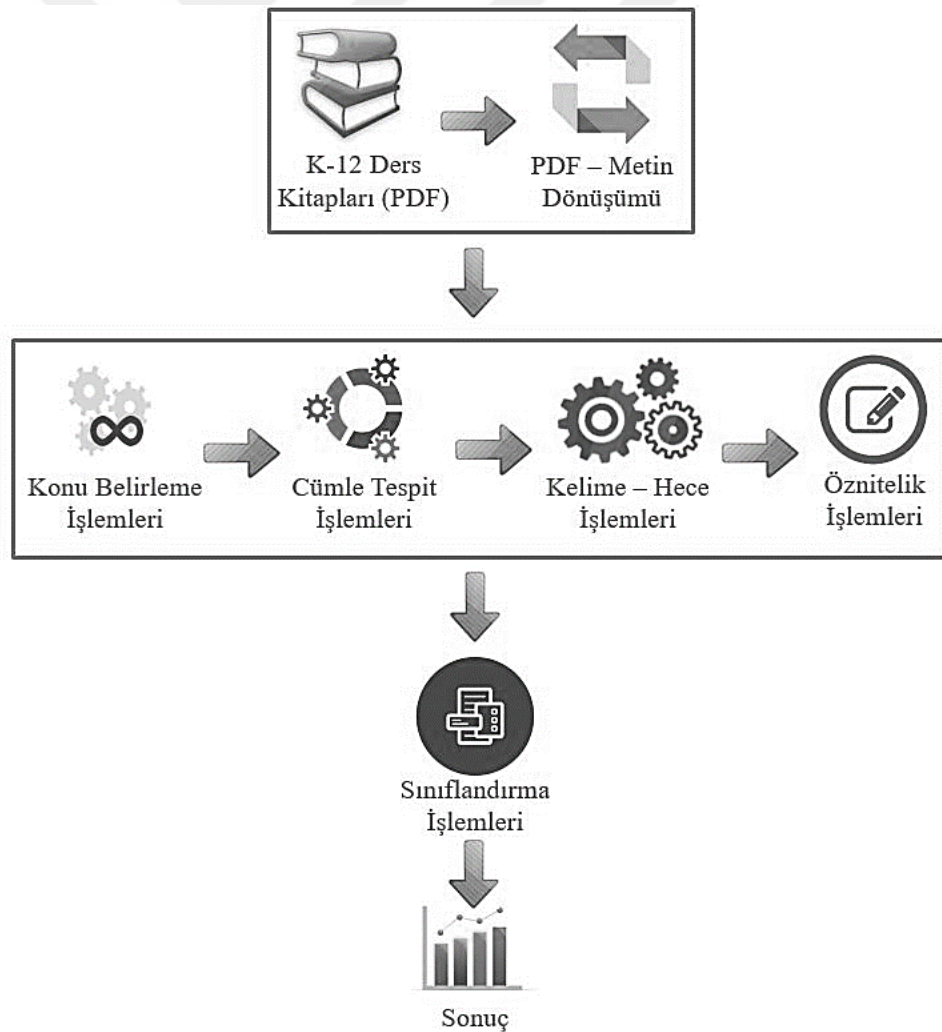 K-12 Ders
Kitapları (PDF)
PDF – Metin
Dönüşümü
Konu Belirleme
İşlemleri
Cümle Tespit
İşlemleri
Kelime – Hece
İşlemleri
Öznitelik
İşlemleri
Sınıflandırma
İşlemleri
Sonuç